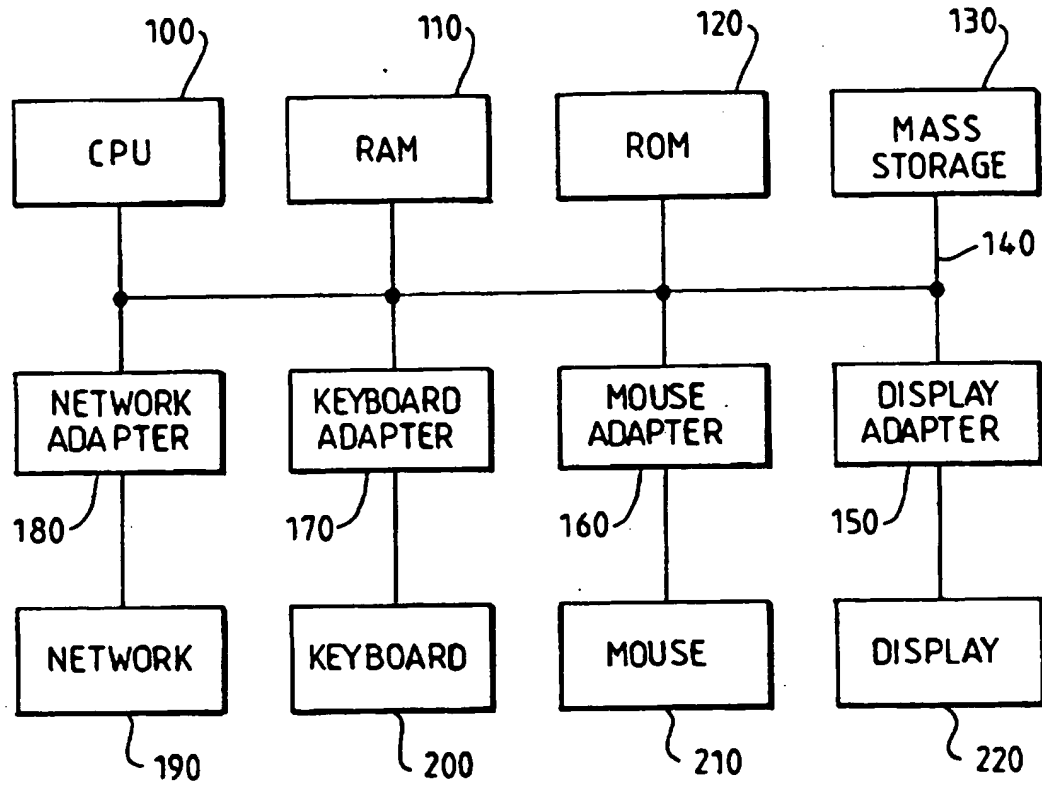 100 110 120 130
CPU RAM ROM MASS STORAGE
140
NETWORK ADAPTER KEYBOARD ADAPTER MOUSE ADAPTER DISPLAY ADAPTER
180 170 160 150
NETWORK KEYBOARD MOUSE DISPLAY
190 200 210 220